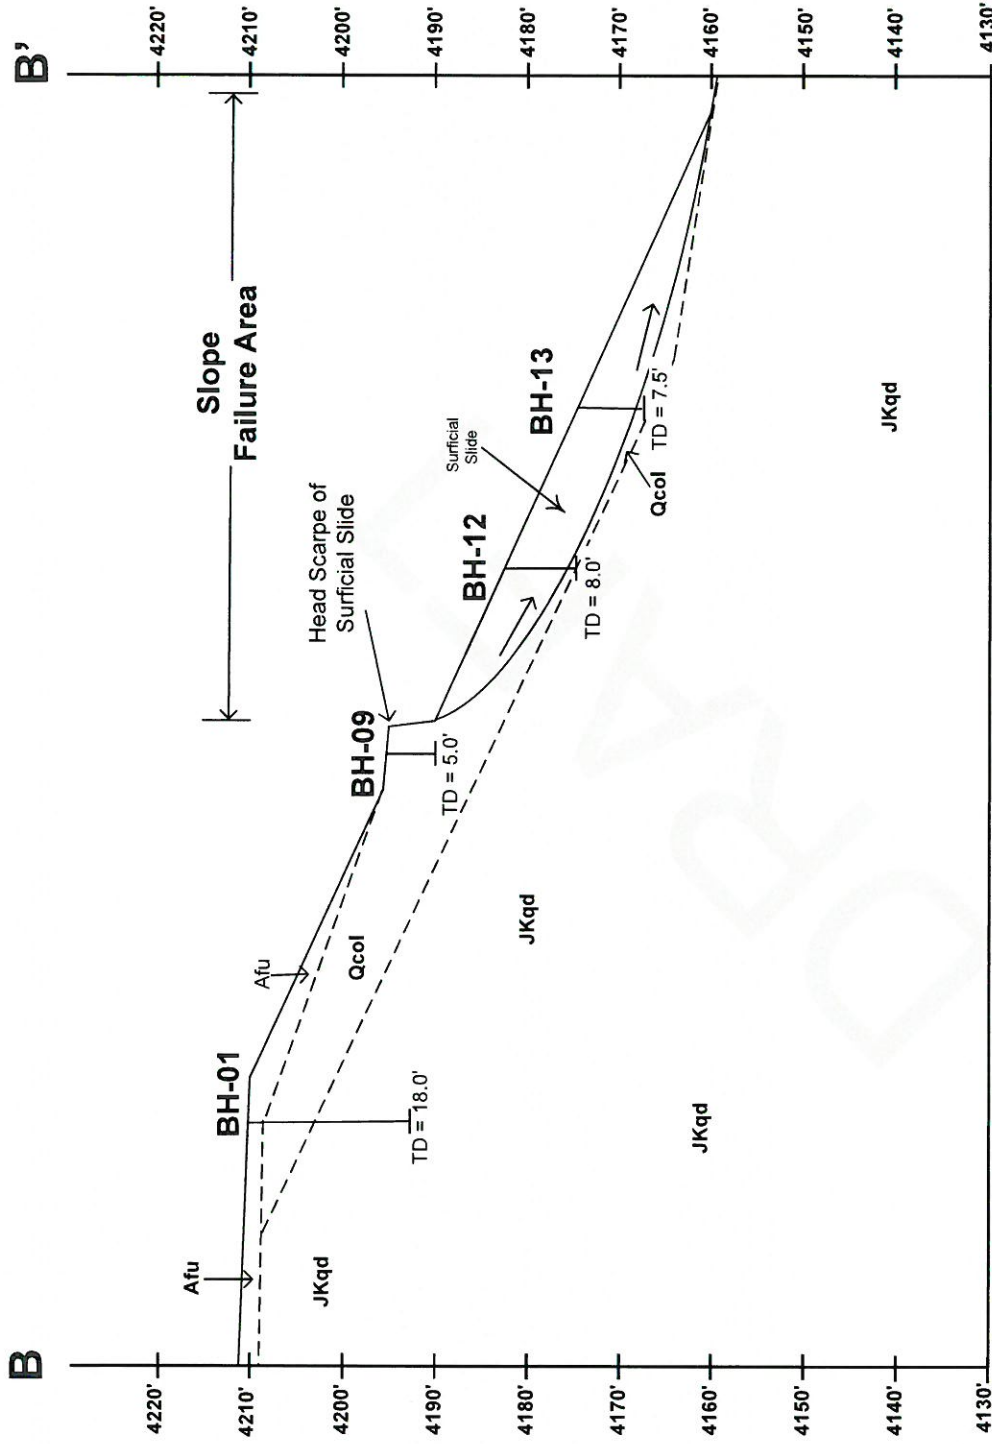 B
B’
4220'
4210'
4200'
4190'
4180'
4170'
4160'
4150'
4140'
4130'
Slope
Failure Area
Head Scarpe of
Surficial Slide
BH-01
BH-09
BH-12
BH-13
Surficial
Slide
Afu
Afu
Qcol
Qcol
TD = 18.0'
TD = 5.0'
TD = 8.0'
TD = 7.5'
JKqd
JKqd
JKqd
JKqd
4220'
4210'
4200'
4190'
4180'
4170'
4160'
4150'
4140'
4130'
DRAFT